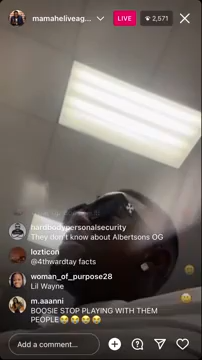 mamaheliveag...
LIVE
2,571
hardbodypersonalsecurity
They don't know about Albertsons OG
lozticon
@4thwardtay facts
woman_of_purpose28
Lil Wayne
m.aaanni
BOOSIE STOP PLAYING WITH THEM
PEOPLE😭😭😭😭
Add a comment...